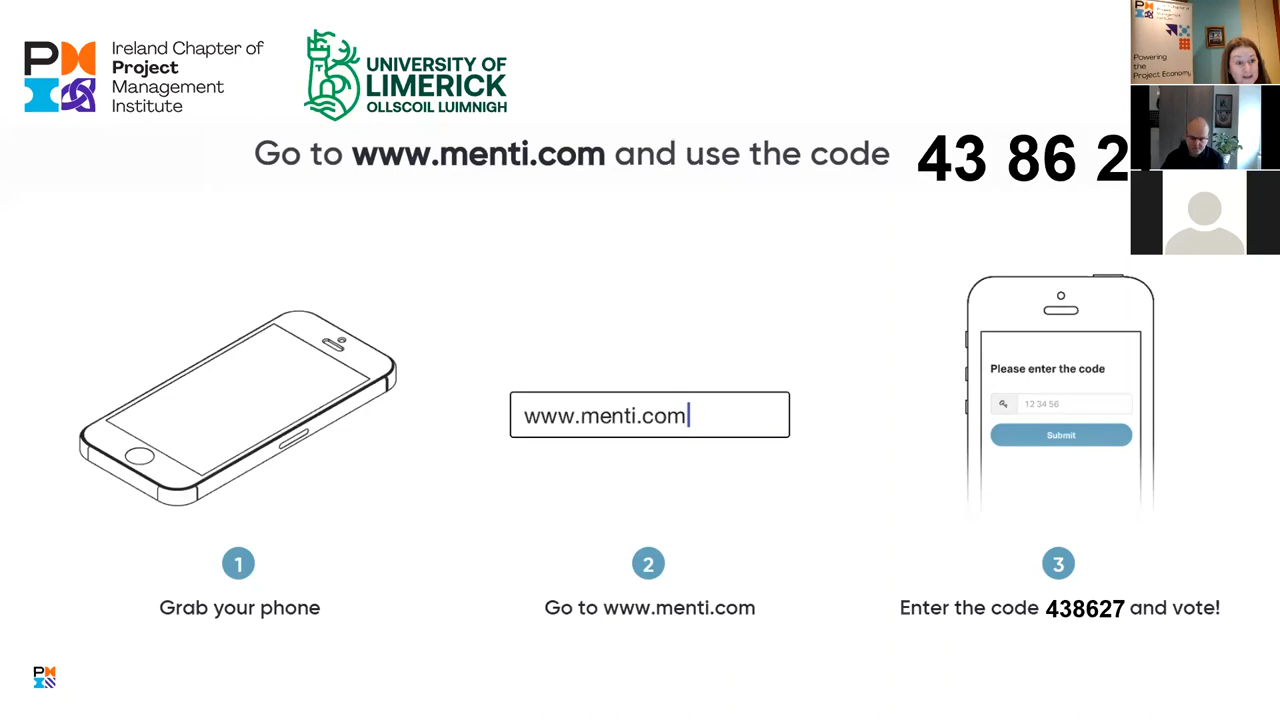 Ireland Chapter of
Project
Management
Institute
UNIVERSITY OF
LIMERICK
OLLSCOIL LUIMNIGH
Powering
the
Project Economy
Go to www.menti.com and use the code 43 86 2
www.menti.com
Please enter the code
12 34 56
Submit
1
2
3
Grab your phone
Go to www.menti.com
Enter the code 438627 and vote!
PM